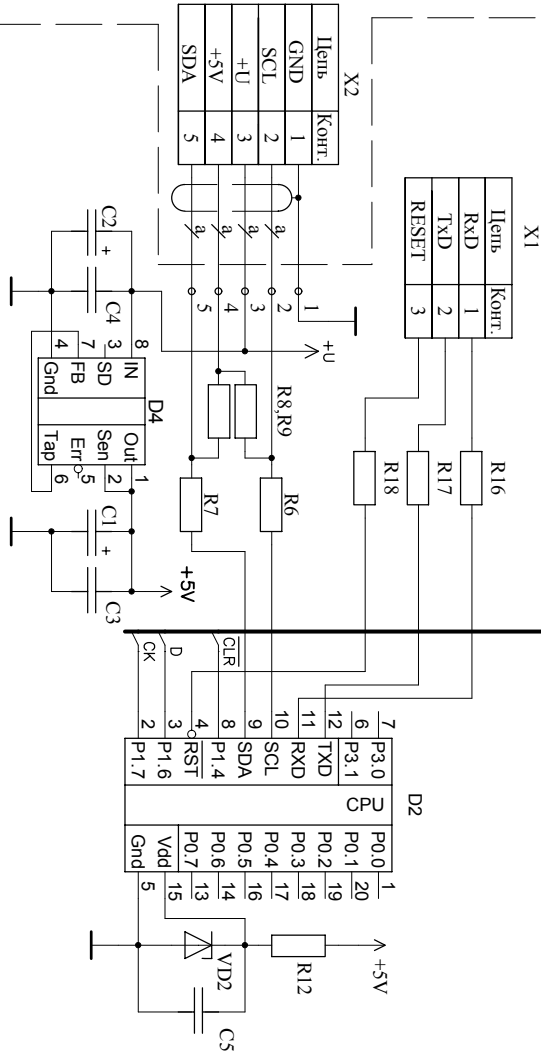 X1
Цепь Конт.
RxD 1
TxD 2
RESET 3
X2
Цепь Конт.
GND 1
SCL 2
+U 3
+5V 4
SDA 5
a
a
a
a
1
2
3
4
5
+U
R16
R17
R18
R8,R9
R6
R7
C2
+
C4
D4
8 IN
3 SD
7 FB
4 Gnd
Out 1
Sen 2
Err 5
Tap 6
C1
+
C3
+5V
CLR
D
CK
D2
CPU
7 P3.0
6 P3.1
12 TXD
11 RXD
10 SCL
9 SDA
8 P1.4
4 RST
3 P1.6
2 P1.7
P0.0 1
P0.1 20
P0.2 19
P0.3 18
P0.4 17
P0.5 16
P0.6 14
P0.7 13
Vdd 15
Gnd 5
+5V
R12
VD2
C5